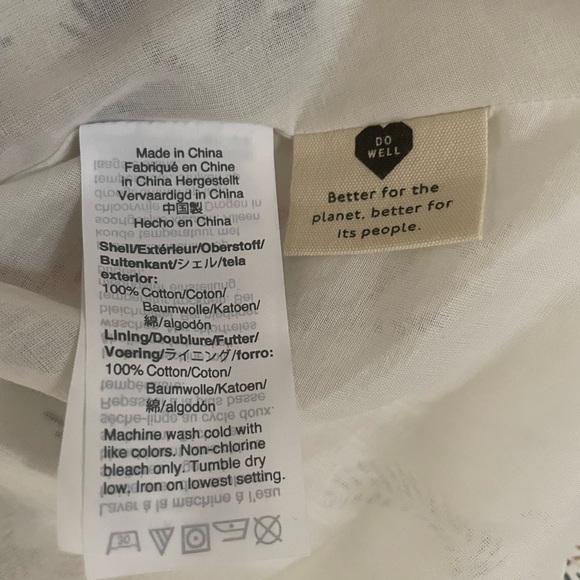 Made in China
Fabriqué en Chine
in China Hergestellt
Vervaardigd in China
中国製
Hecho en China
Shell/Extérieur/Oberstoff/
Buitenkant/シェル/tela
exterior:
100% Cotton/Coton/
Baumwolle/Katoen/
綿/algodón
Lining/Doublure/Futter/
Voering/ライニング/forro:
100% Cotton/Coton/
Baumwolle/Katoen/
綿/algodón
Machine wash cold with
like colors. Non-chlorine
bleach only. Tumble dry
low. Iron on lowest setting.
Laver à la machine à l'eau
30
DO
WELL
Better for the
planet, better for
its people.